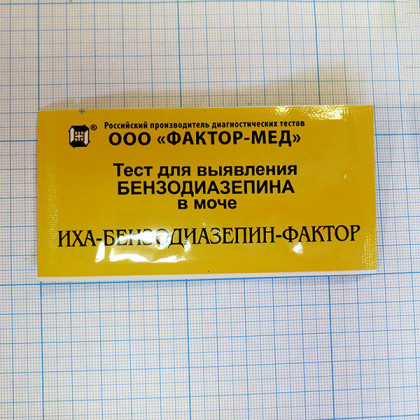 Российский производитель диагностических тестов
® ООО «ФАКТОР-МЕД»
Тест для выявления
БЕНЗОДИАЗЕПИНА
в моче
ИХА-БЕНЗОДИАЗЕПИН-ФАКТОР